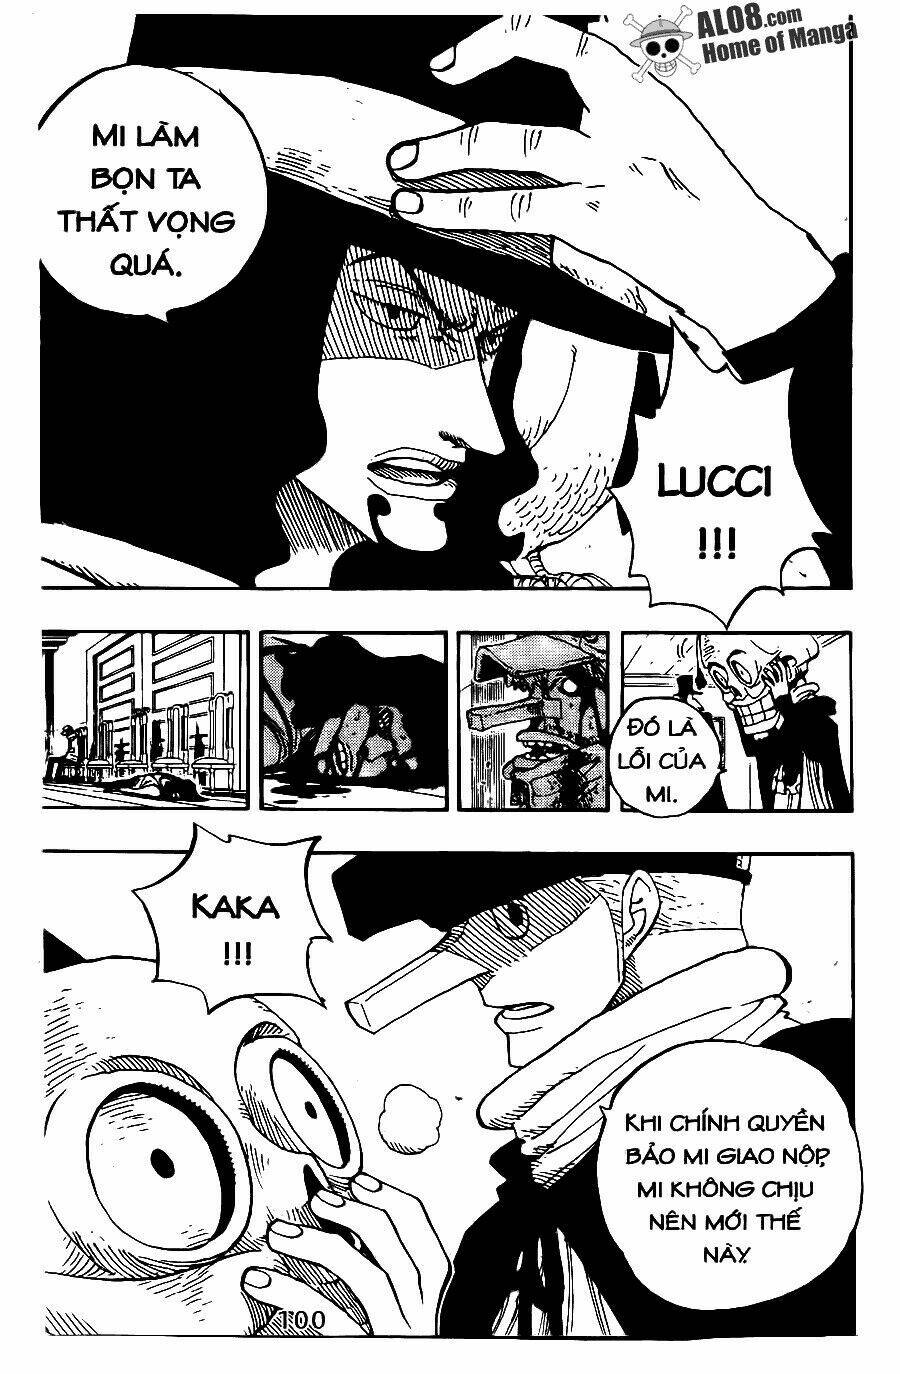 AL08.com
Home of Manga
MI LÀM
BỌN TA
THẤT VỌNG
QUÁ.
LUCCI
!!!
ĐÓ LÀ
LỖI CỦA
MI.
KAKA
!!!
KHI CHÍNH QUYỀN
BẢO MI GIAO NỘP,
MI KHÔNG CHỊU
NÊN MỚI THẾ
NÀY.
100